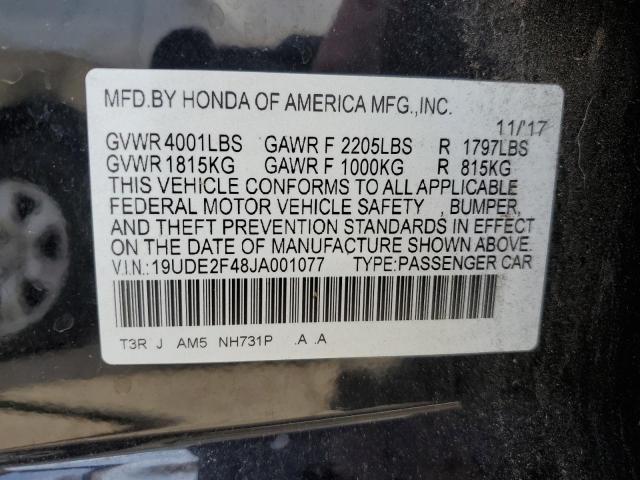 MFD.BY HONDA OF AMERICA MFG.,INC.
11/'17
GVWR 4001LBS GAWR F 2205LBS R 1797LBS
GVWR 1815KG GAWR F 1000KG R 815KG
THIS VEHICLE CONFORMS TO ALL APPLICABLE
FEDERAL MOTOR VEHICLE SAFETY , BUMPER,
AND THEFT PREVENTION STANDARDS IN EFFECT
ON THE DATE OF MANUFACTURE SHOWN ABOVE.
V.I.N.:19UDE2F48JA001077 TYPE:PASSENGER CAR
T3R J AM5 NH731P .A .A